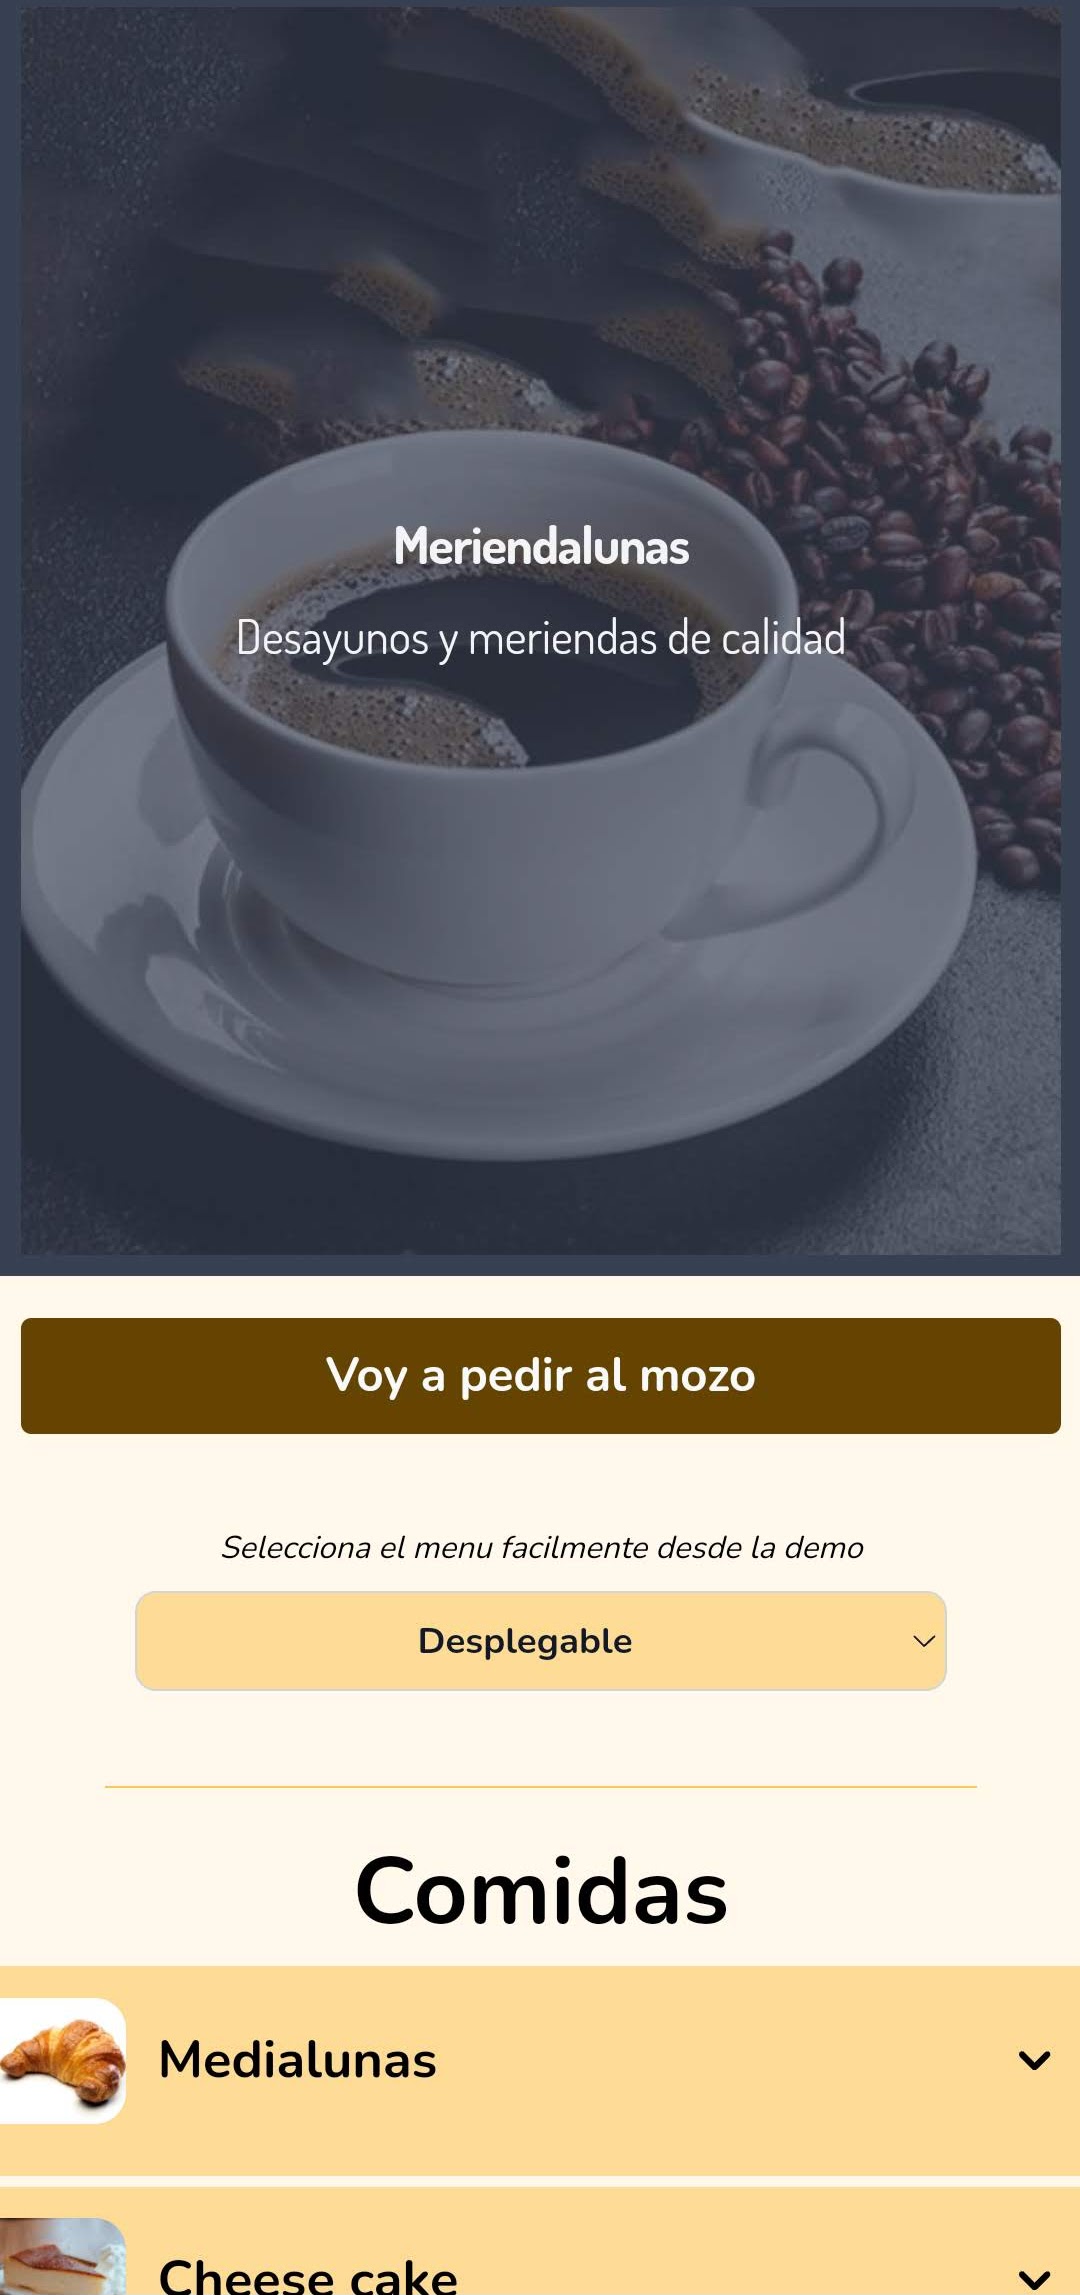 Meriendalunas
Desayunos y meriendas de calidad
Voy a pedir al mozo
Selecciona el menu facilmente desde la demo
Desplegable
Comidas
Medialunas
Cheese cake